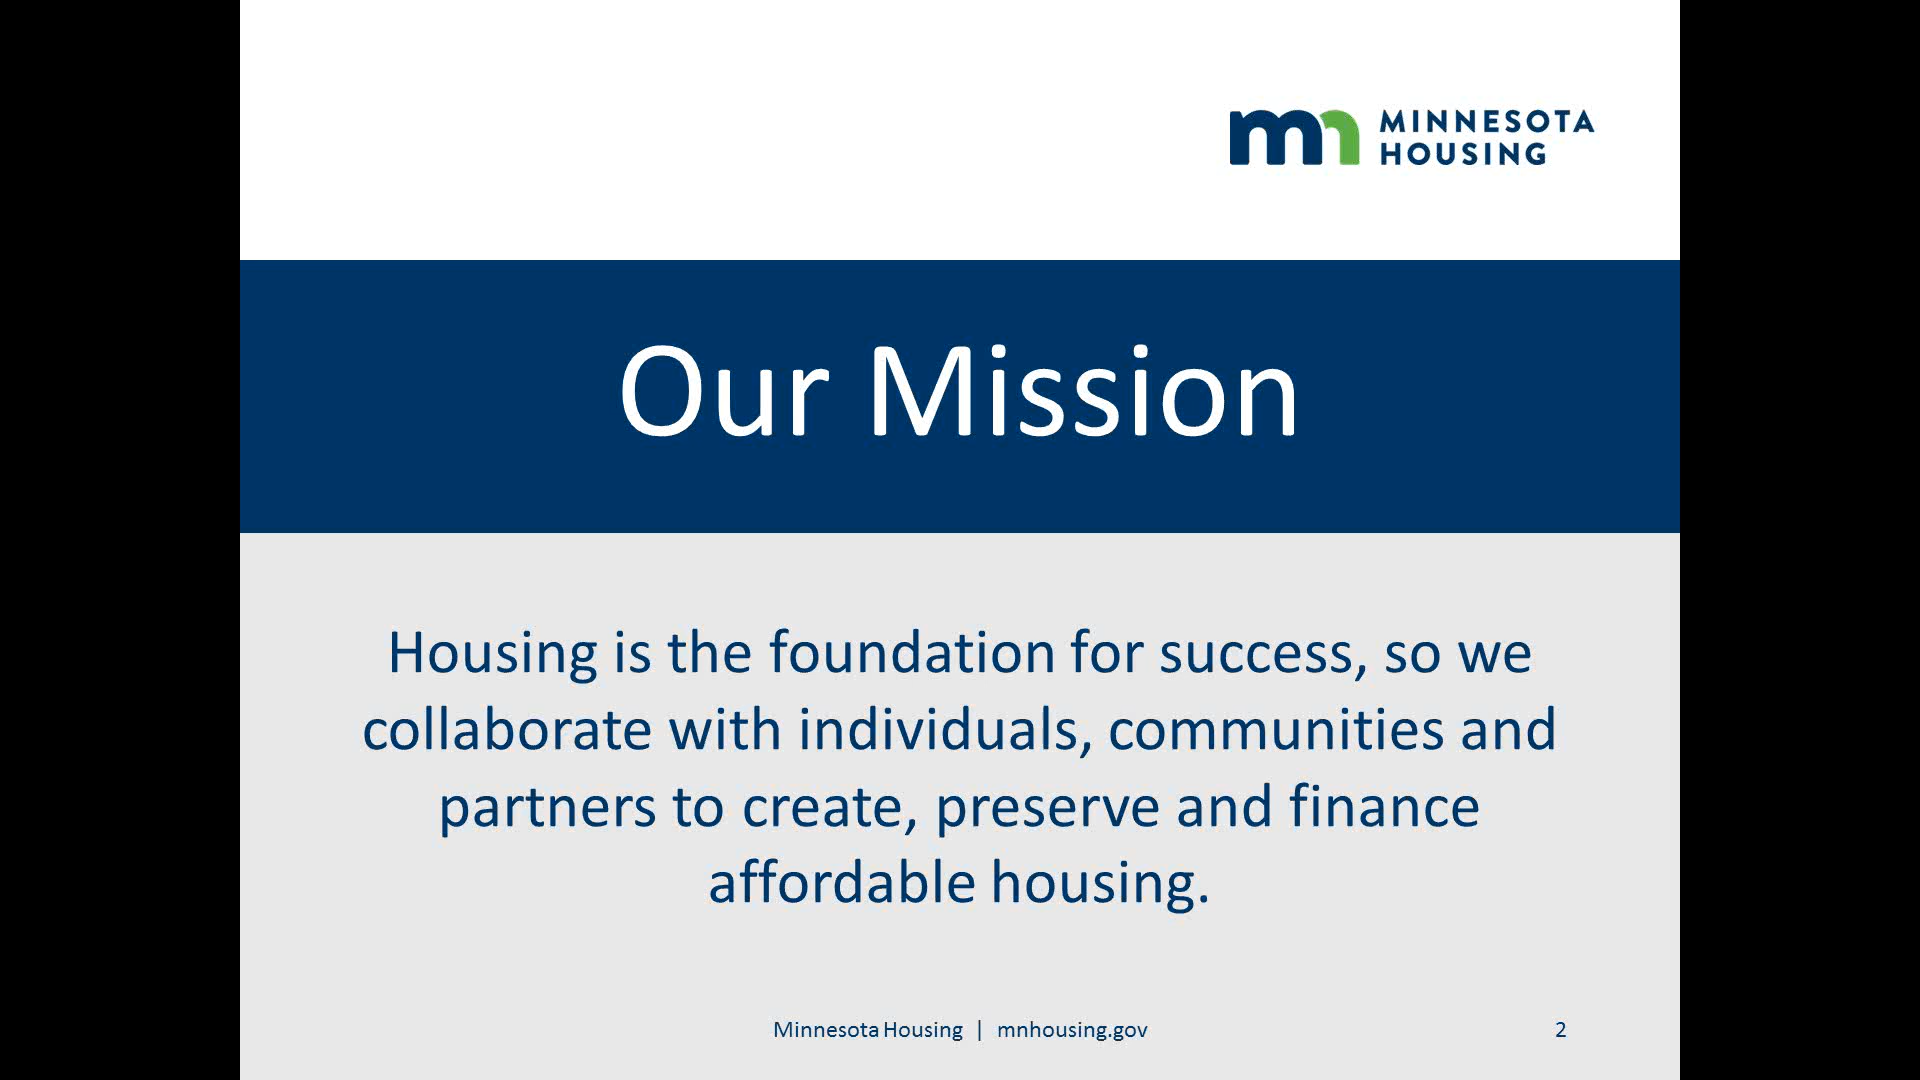 mn MINNESOTA
HOUSING
Our Mission
Housing is the foundation for success, so we
collaborate with individuals, communities and
partners to create, preserve and finance
affordable housing.
Minnesota Housing | mnhousing.gov 2